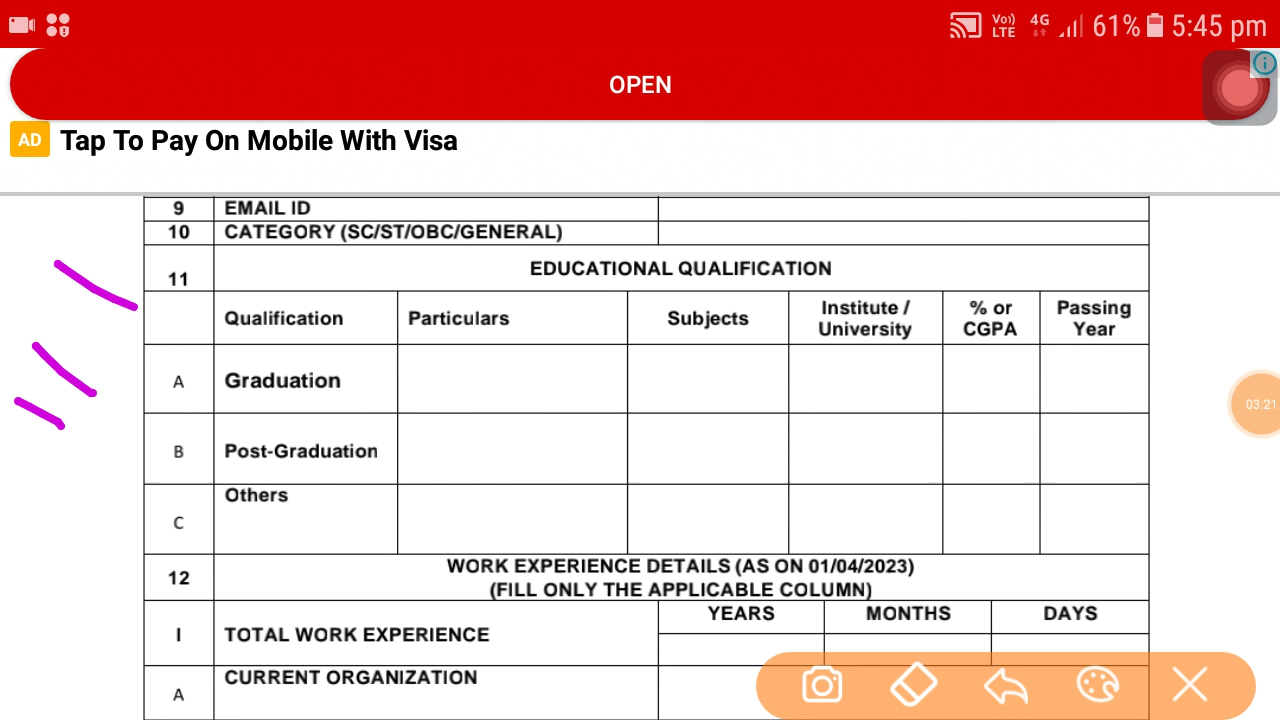 Vo)) LTE 4G 61% 5:45 pm
OPEN
AD Tap To Pay On Mobile With Visa
9 EMAIL ID
10 CATEGORY (SC/ST/OBC/GENERAL)
11 EDUCATIONAL QUALIFICATION
Qualification Particulars Subjects Institute / University % or CGPA Passing Year
A Graduation
B Post-Graduation
C Others
03:21
12 WORK EXPERIENCE DETAILS (AS ON 01/04/2023)
(FILL ONLY THE APPLICABLE COLUMN)
I TOTAL WORK EXPERIENCE YEARS MONTHS DAYS
A CURRENT ORGANIZATION